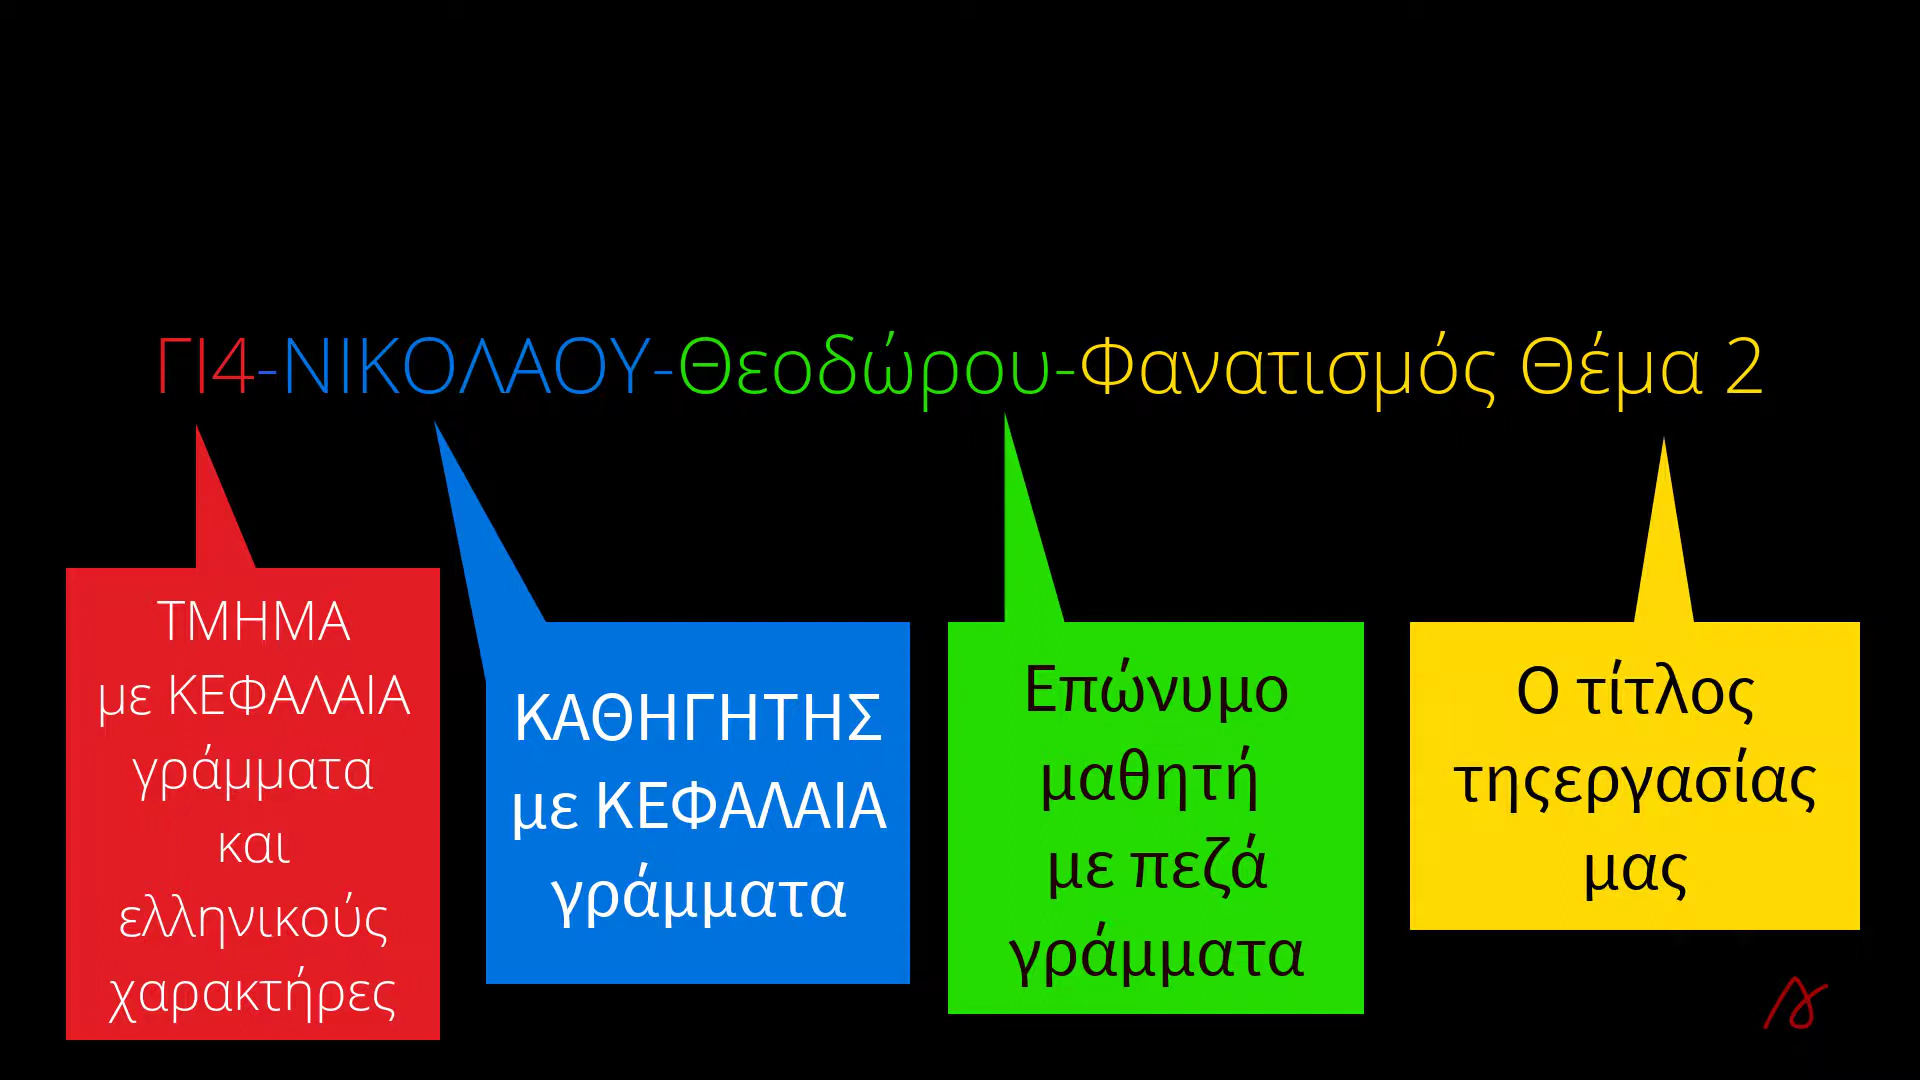 ΓΙ4-ΝΙΚΟΛΑΟΥ-Θεοδώρου-Φανατισμός Θέμα 2
ΤΜΗΜΑ
με ΚΕΦΑΛΑΙΑ
γράμματα
και
ελληνικούς
χαρακτήρες
ΚΑΘΗΓΗΤΗΣ
με ΚΕΦΑΛΑΙΑ
γράμματα
Επώνυμο
μαθητή
με πεζά
γράμματα
Ο τίτλος
τηςεργασίας
μας